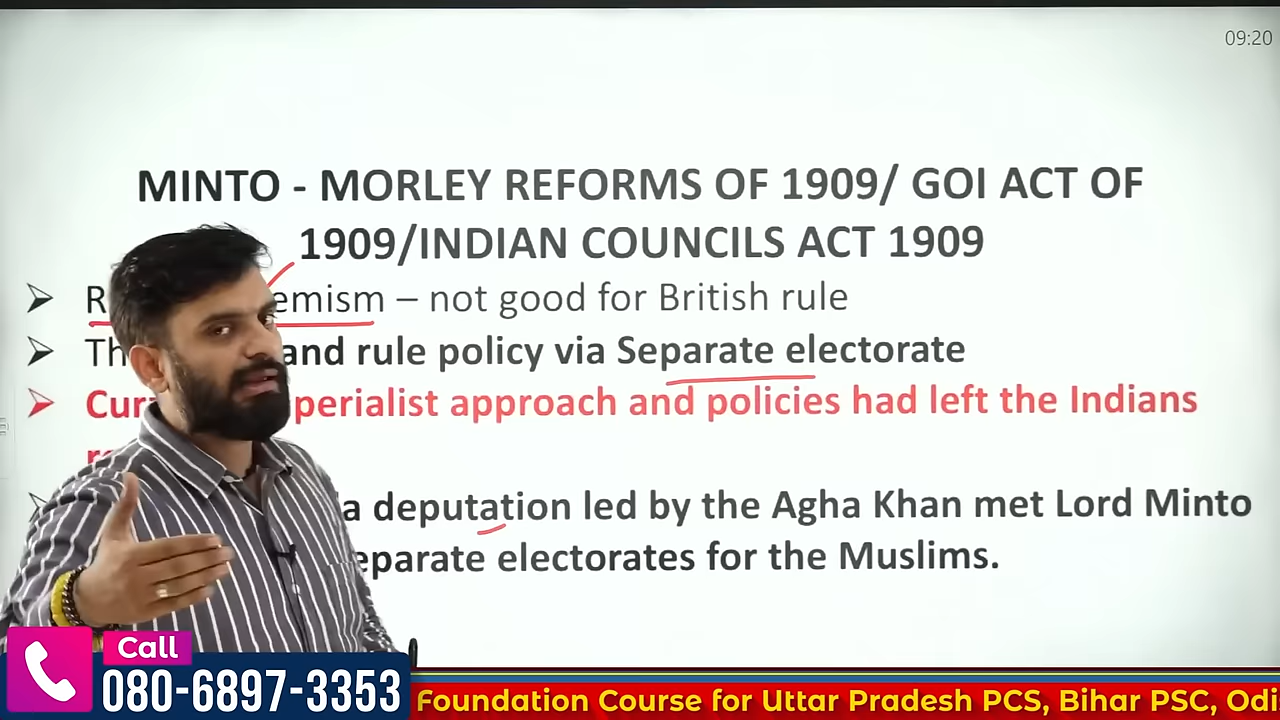 09:20
MINTO - MORLEY REFORMS OF 1909/ GOI ACT OF
1909/INDIAN COUNCILS ACT 1909
R emism – not good for British rule
Th and rule policy via Separate electorate
Cur perialist approach and policies had left the Indians
r
a deputation led by the Agha Khan met Lord Minto
eparate electorates for the Muslims.
Call
080-6897-3353
Foundation Course for Uttar Pradesh PCS, Bihar PSC, Odi